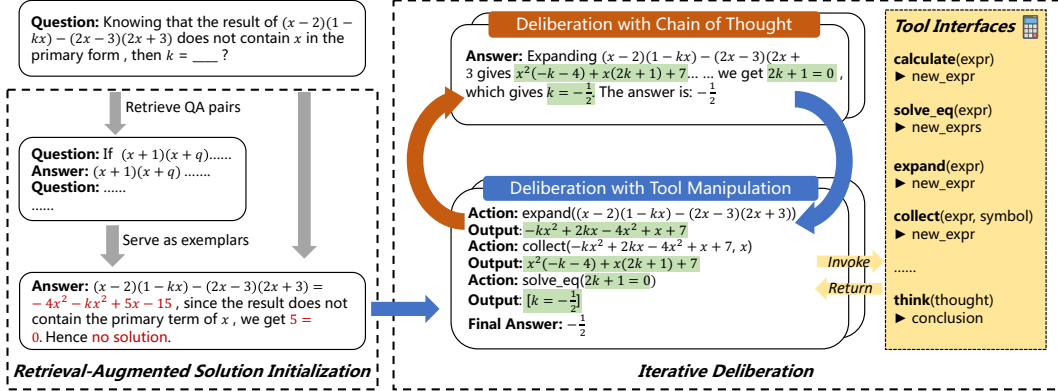 Question: Knowing that the result of (x − 2)(1 −
kx) − (2x − 3)(2x + 3) does not contain x in the
primary form , then k = ___ ?
Retrieve QA pairs
Question: If (x + 1)(x + q)......
Answer: (x + 1)(x + q) .......
Question: ......
......
Serve as exemplars
Answer: (x − 2)(1 − kx) − (2x − 3)(2x + 3) =
− 4x² − kx² + 5x − 15 , since the result does not
contain the primary term of x , we get 5 =
0. Hence no solution.
Retrieval-Augmented Solution Initialization
Deliberation with Chain of Thought
Answer: Expanding (x − 2)(1 − kx) − (2x − 3)(2x +
3 gives x²(−k − 4) + x(2k + 1) + 7... ... we get 2k + 1 = 0 ,
which gives k = −1/2. The answer is: −1/2
Deliberation with Tool Manipulation
Action: expand((x − 2)(1 − kx) − (2x − 3)(2x + 3))
Output: −kx² + 2kx − 4x² + x + 7
Action: collect(−kx² + 2kx − 4x² + x + 7, x)
Output: x²(−k − 4) + x(2k + 1) + 7
Action: solve_eq(2k + 1 = 0)
Output: [k = −1/2]
Final Answer: −1/2
Invoke
Return
Iterative Deliberation
Tool Interfaces
calculate(expr)
► new_expr
solve_eq(expr)
► new_exprs
expand(expr)
► new_expr
collect(expr, symbol)
► new_expr
......
think(thought)
► conclusion